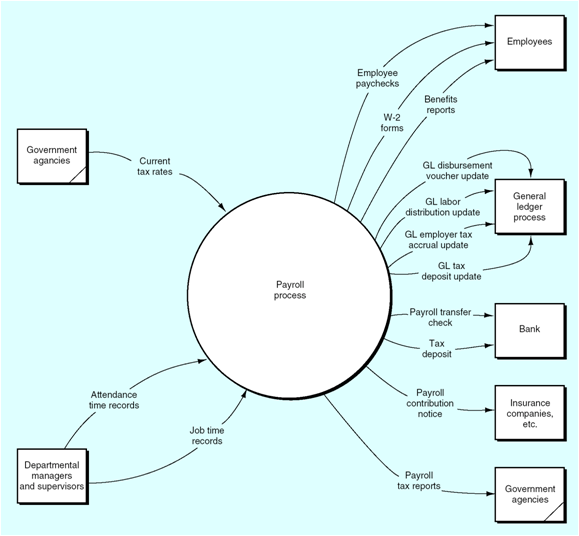 Employees
Employee
paychecks
W-2
forms
Benefits
reports
Government
agancies
Current
tax rates
GL disbursement
voucher update
GL labor
distribution update
GL employer tax
accrual update
GL tax
deposit update
General
ledger
process
Payroll
process
Payroll transfer
check
Tax
deposit
Bank
Attendance
time records
Job time
records
Payroll
contribution
notice
Insurance
companies,
etc.
Departmental
managers
and supervisors
Payroll
tax reports
Government
agencies